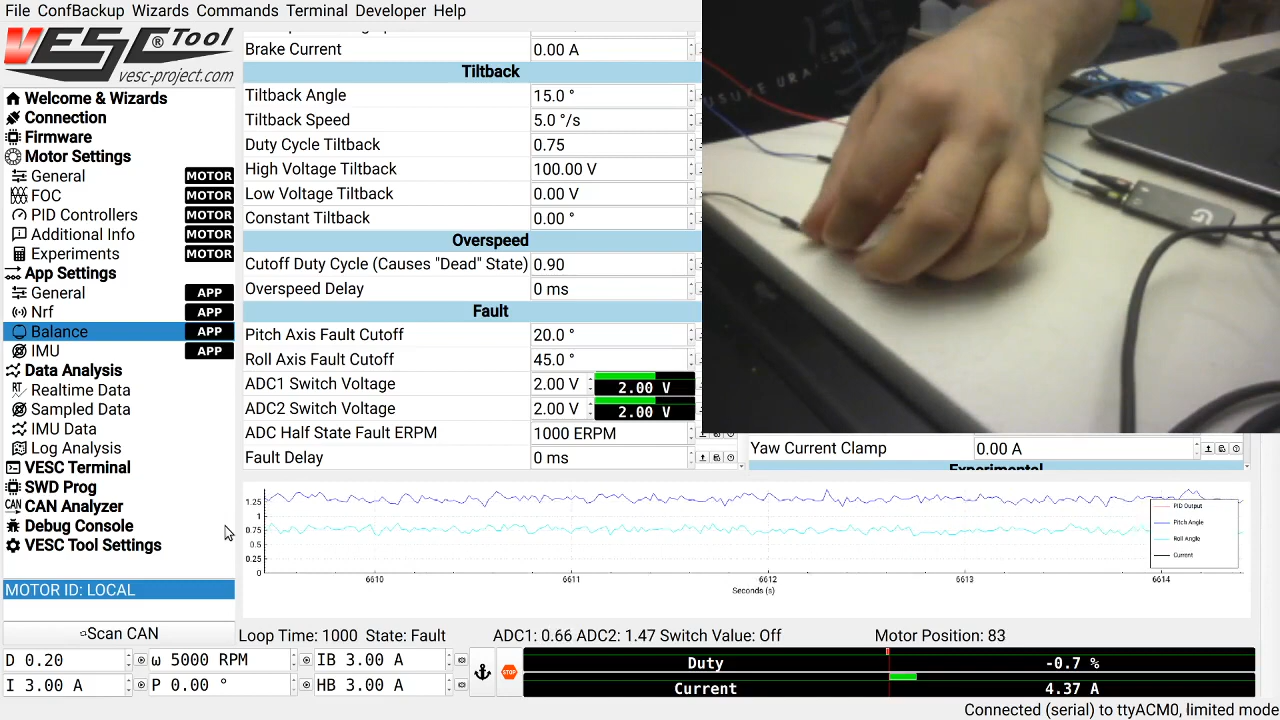 File ConfBackup Wizards Commands Terminal Developer Help
VESC® Tool
vesc-project.com
Welcome & Wizards
Connection
Firmware
Motor Settings
General MOTOR
FOC MOTOR
PID Controllers MOTOR
Additional Info MOTOR
Experiments MOTOR
App Settings
General APP
Nrf APP
Balance APP
IMU APP
Data Analysis
RT Realtime Data
Sampled Data
IMU Data
Log Analysis
VESC Terminal
SWD Prog
CAN CAN Analyzer
Debug Console
VESC Tool Settings
MOTOR ID: LOCAL
Scan CAN
Brake Current 0.00 A
Tiltback
Tiltback Angle 15.0 °
Tiltback Speed 5.0 °/s
Duty Cycle Tiltback 0.75
High Voltage Tiltback 100.00 V
Low Voltage Tiltback 0.00 V
Constant Tiltback 0.00 °
Overspeed
Cutoff Duty Cycle (Causes "Dead" State) 0.90
Overspeed Delay 0 ms
Fault
Pitch Axis Fault Cutoff 20.0 °
Roll Axis Fault Cutoff 45.0 °
ADC1 Switch Voltage 2.00 V 2.00 V
ADC2 Switch Voltage 2.00 V 2.00 V
ADC Half State Fault ERPM 1000 ERPM
Fault Delay 0 ms
Yaw Current Clamp 0.00 A
Experimental
1.25
1
0.75
0.5
0.25
0
6610 6611 6612 6613 6614
Seconds (s)
PID Output
Pitch Angle
Roll Angle
Current
Loop Time: 1000 State: Fault ADC1: 0.66 ADC2: 1.47 Switch Value: Off Motor Position: 83
D 0.20 ω 5000 RPM IB 3.00 A
I 3.00 A P 0.00 ° HB 3.00 A
STOP
Duty -0.7 %
Current 4.37 A
Connected (serial) to ttyACM0, limited mode